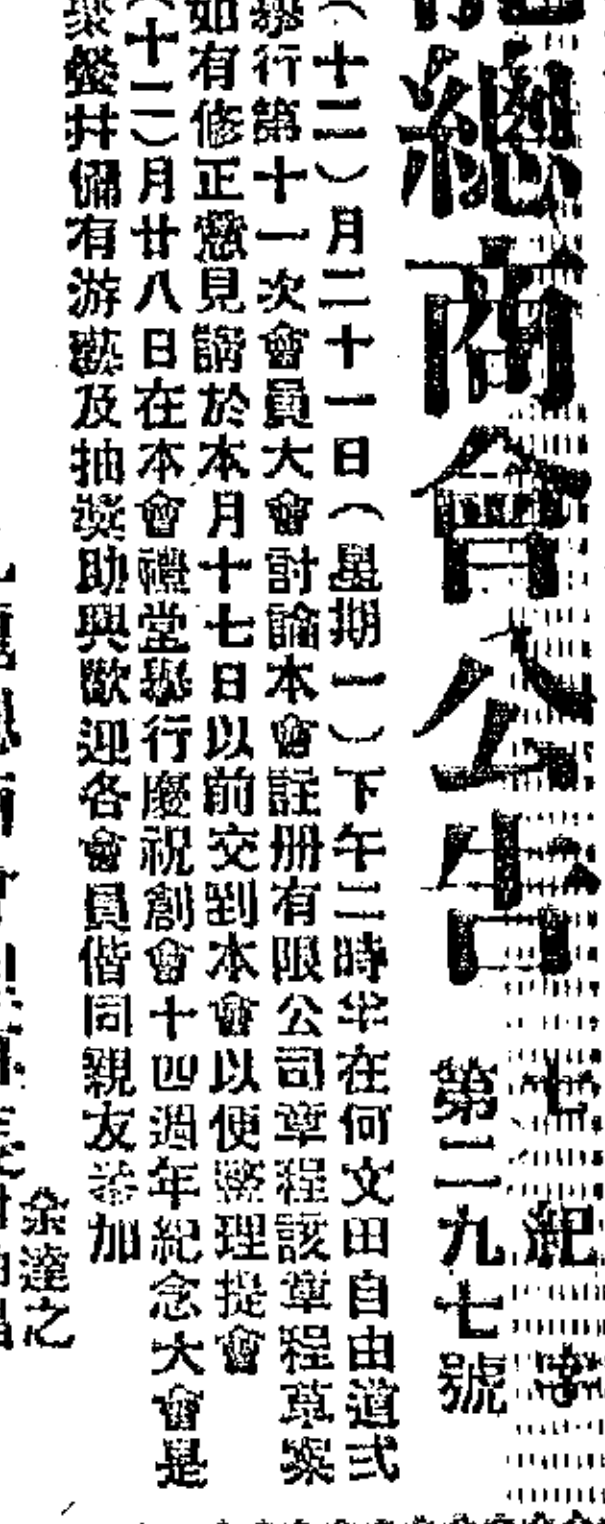 總商會公告
七紀字
第二九七號
(十二)月二十一日(星期一)下午二時半在何文田自由道弍
舉行第十一次會員大會討論本會註册有限公司章程該章程草案
如有修正意見請於本月十七日以前交到本會以便整理提會
(十二)月廿八日在本會禮堂舉行慶祝創會十四週年紀念大會是
聚餐并備有游藝及抽獎助興歡迎各會員偕同親友參加
余達之